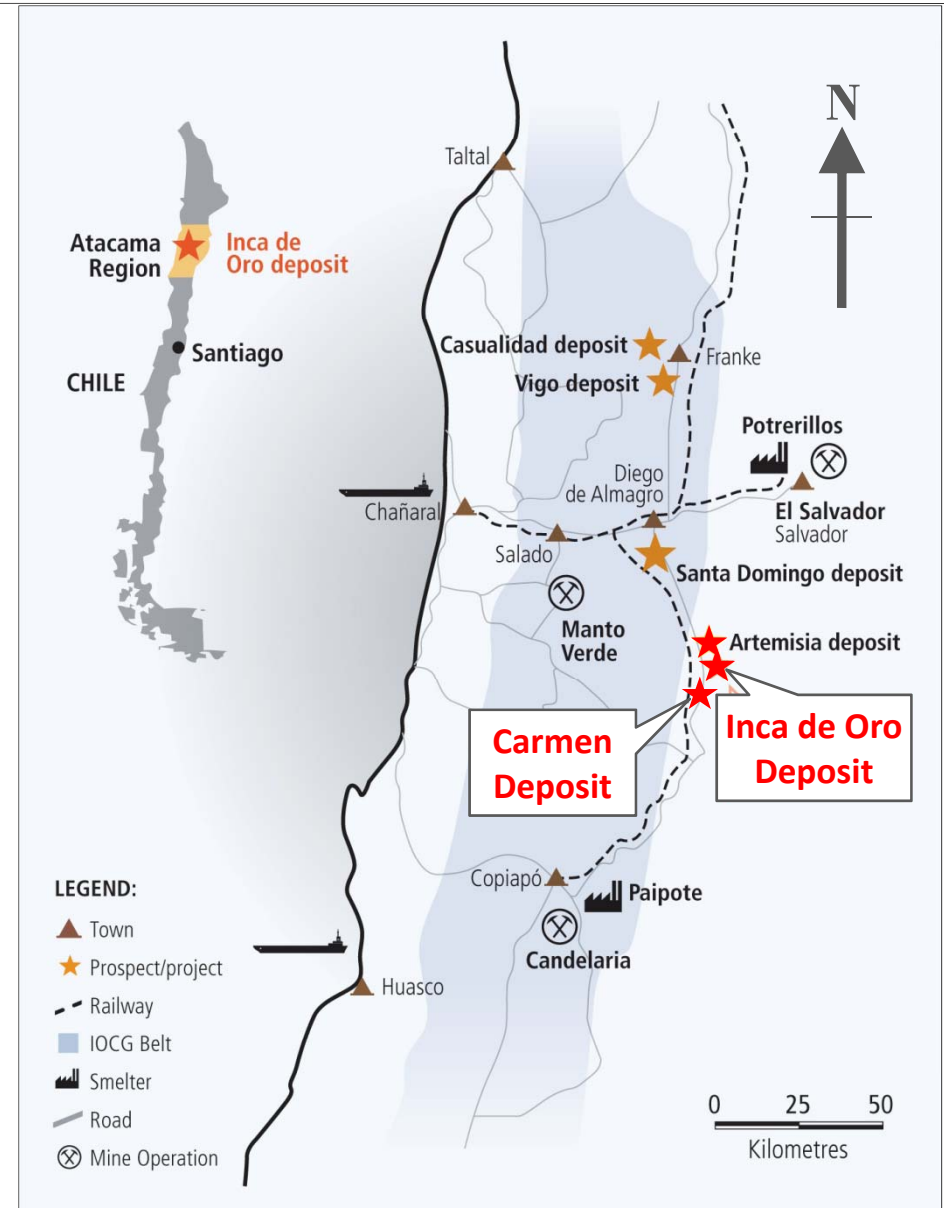 N
Taltal
Atacama
Region
Inca de
Oro deposit
Santiago
CHILE
Casualidad deposit
Franke
Vigo deposit
Potrerillos
Diego
de Almagro
Chañaral
El Salvador
Salvador
Salado
Santa Domingo deposit
Manto
Verde
Artemisia deposit
Carmen
Deposit
Inca de Oro
Deposit
Copiapó
Paipote
Candelaria
Huasco
LEGEND:
Town
Prospect/project
Railway
IOCG Belt
Smelter
Road
Mine Operation
0 25 50
Kilometres